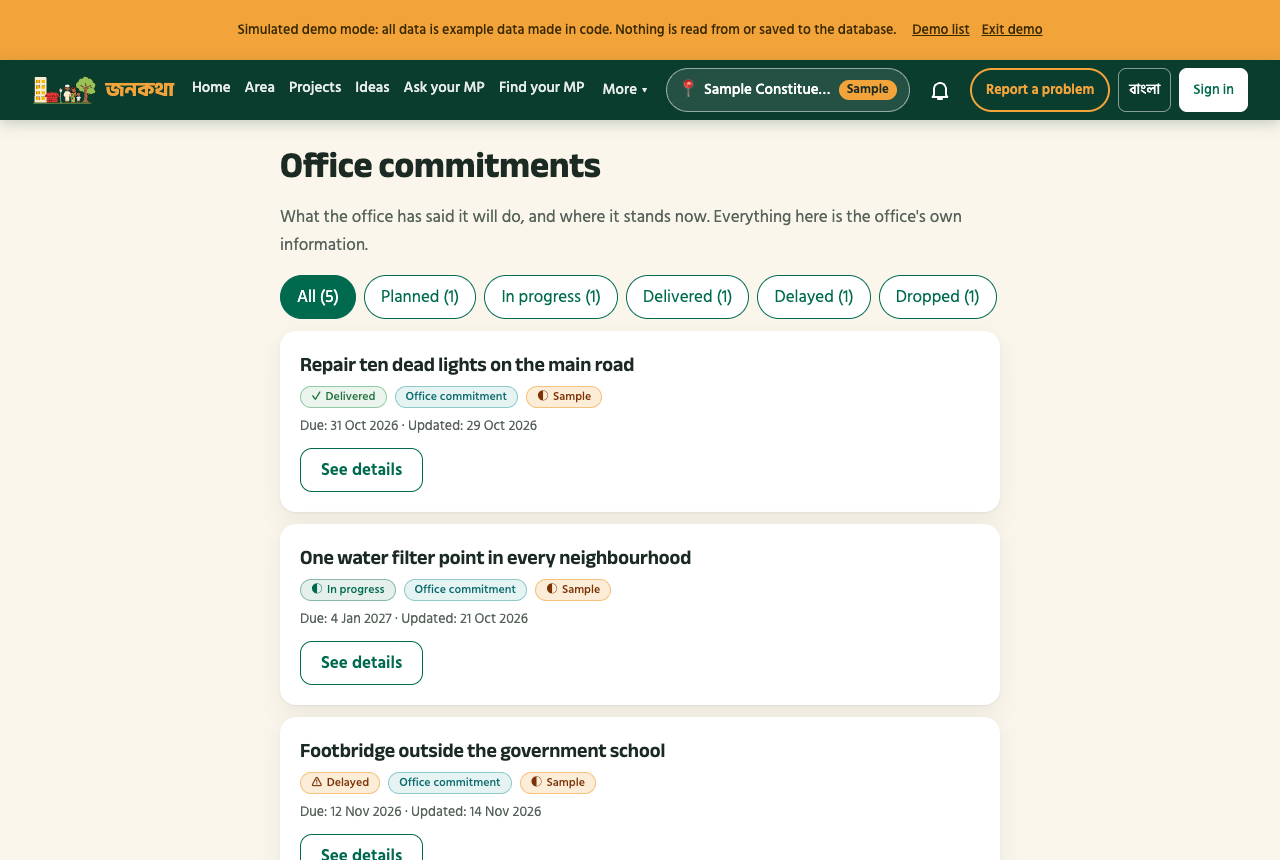 Simulated demo mode: all data is example data made in code. Nothing is read from or saved to the database. Demo list Exit demo
জনকথা Home Area Projects Ideas Ask your MP Find your MP More ▾ Sample Constitue... Sample Report a problem বাংলা Sign in
Office commitments
What the office has said it will do, and where it stands now. Everything here is the office's own
information.
All (5) Planned (1) In progress (1) Delivered (1) Delayed (1) Dropped (1)
Repair ten dead lights on the main road
✓ Delivered Office commitment Sample
Due: 31 Oct 2026 · Updated: 29 Oct 2026
See details
One water filter point in every neighbourhood
In progress Office commitment Sample
Due: 4 Jan 2027 · Updated: 21 Oct 2026
See details
Footbridge outside the government school
Delayed Office commitment Sample
Due: 12 Nov 2026 · Updated: 14 Nov 2026
See details